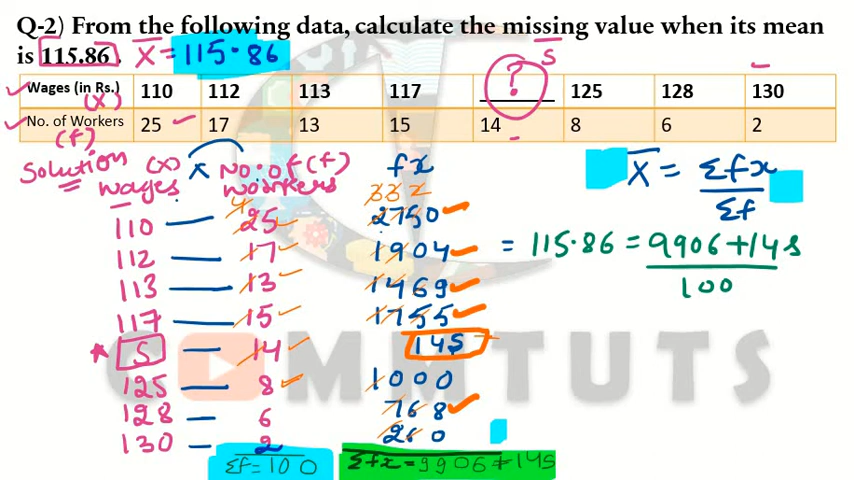 Q-2) From the following data, calculate the missing value when its mean
is 115.86. X̄ = 115.86 S
Wages (in Rs.) (x) 110 112 113 117 ? 125 128 130
No. of Workers (f) 25 17 13 15 14 8 6 2
Solution (x) No. of (f) fx
Wages Workers
110 — 25 2750
112 — 17 1904
113 — 13 1469
117 — 15 1755
S — 14 14S
125 — 8 1000
128 — 6 768
130 — 2 260
Σf = 100 Σfx = 9906 + 14S
X̄ = Σfx / Σf
= 115.86 = 9906 + 14S / 100
MMTUTS